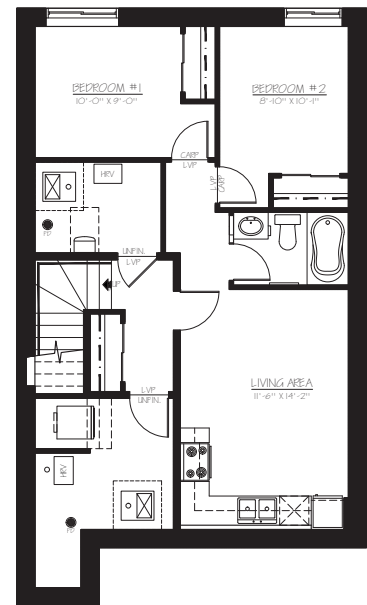 BEDROOM #1
10'-0" X 9'-0"
BEDROOM #2
8'-10" X 10'-1"
CARP
LVP
LVP
CARP
HRV
FD
UNFIN.
LVP
UP
LVP
UNFIN.
LIVING AREA
11'-6" X 14'-2"
HRV
FD